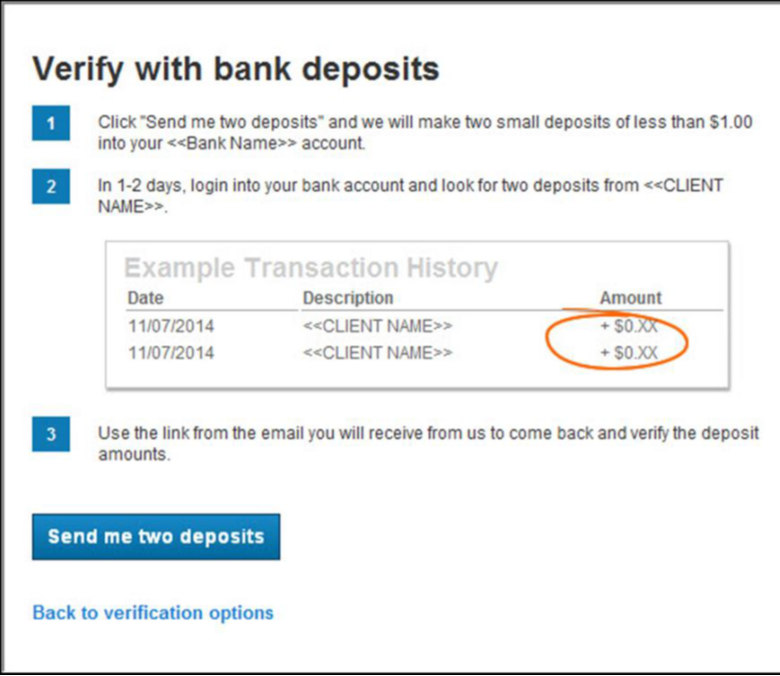 Verify with bank deposits
1 Click "Send me two deposits" and we will make two small deposits of less than $1.00
into your <<Bank Name>> account.
2 In 1-2 days, login into your bank account and look for two deposits from <<CLIENT
NAME>>.
Example Transaction History
Date Description Amount
11/07/2014 <<CLIENT NAME>> + $0.XX
11/07/2014 <<CLIENT NAME>> + $0.XX
3 Use the link from the email you will receive from us to come back and verify the deposit
amounts.
Send me two deposits
Back to verification options